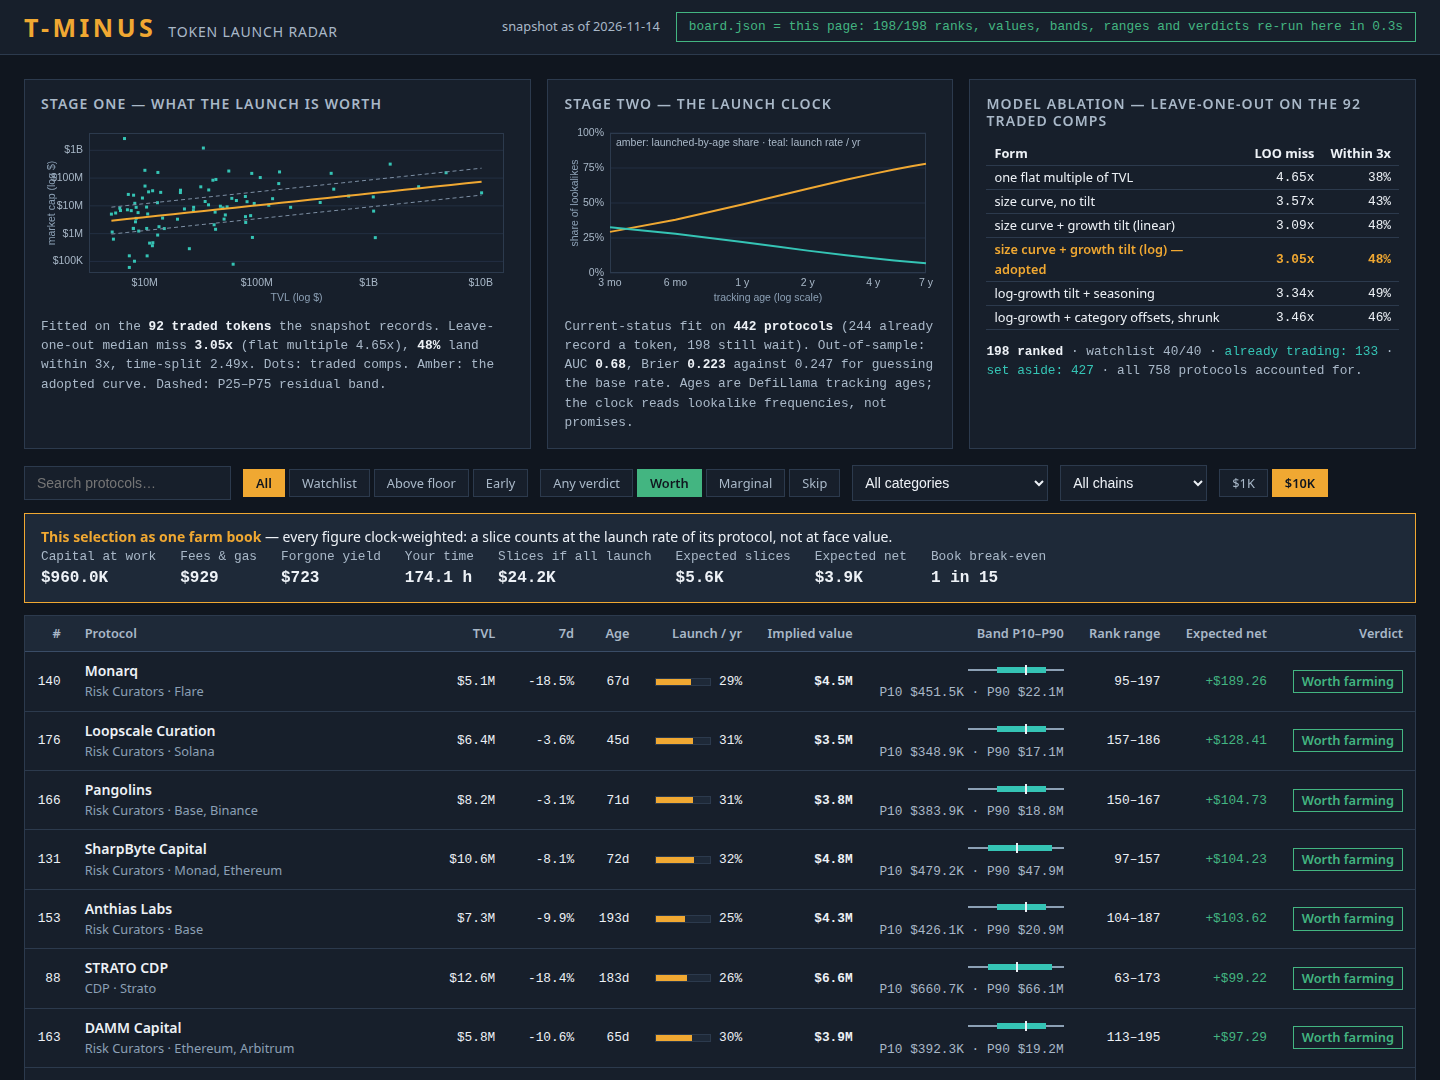 T-MINUS TOKEN LAUNCH RADAR
snapshot as of 2026-11-14
board.json = this page: 198/198 ranks, values, bands, ranges and verdicts re-run here in 0.3s
STAGE ONE — WHAT THE LAUNCH IS WORTH
market cap (log $)
$1B
$100M
$10M
$1M
$100K
$10M $100M $1B $10B
TVL (log $)
Fitted on the 92 traded tokens the snapshot records. Leave-
one-out median miss 3.05x (flat multiple 4.65x), 48% land
within 3x, time-split 2.49x. Dots: traded comps. Amber: the
adopted curve. Dashed: P25–P75 residual band.
STAGE TWO — THE LAUNCH CLOCK
amber: launched-by-age share · teal: launch rate / yr
share of lookalikes
100%
75%
50%
25%
0%
3 mo 6 mo 1 y 2 y 4 y 7 y
tracking age (log scale)
Current-status fit on 442 protocols (244 already
record a token, 198 still wait). Out-of-sample:
AUC 0.68, Brier 0.223 against 0.247 for guessing
the base rate. Ages are DefiLlama tracking ages;
the clock reads lookalike frequencies, not
promises.
MODEL ABLATION — LEAVE-ONE-OUT ON THE 92
TRADED COMPS
Form LOO miss Within 3x
one flat multiple of TVL 4.65x 38%
size curve, no tilt 3.57x 43%
size curve + growth tilt (linear) 3.09x 48%
size curve + growth tilt (log) —
adopted 3.05x 48%
log-growth tilt + seasoning 3.34x 49%
log-growth + category offsets, shrunk 3.46x 46%
198 ranked · watchlist 40/40 · already trading: 133 ·
set aside: 427 · all 758 protocols accounted for.
Search protocols… All Watchlist Above floor Early Any verdict Worth Marginal Skip All categories All chains $1K $10K
This selection as one farm book — every figure clock-weighted: a slice counts at the launch rate of its protocol, not at face value.
Capital at work Fees & gas Forgone yield Your time Slices if all launch Expected slices Expected net Book break-even
$960.0K $929 $723 174.1 h $24.2K $5.6K $3.9K 1 in 15
# Protocol TVL 7d Age Launch / yr Implied value Band P10–P90 Rank range Expected net Verdict
140 Monarq $5.1M -18.5% 67d 29% $4.5M 95–197 +$189.26 Worth farming
Risk Curators · Flare P10 $451.5K · P90 $22.1M
176 Loopscale Curation $6.4M -3.6% 45d 31% $3.5M 157–186 +$128.41 Worth farming
Risk Curators · Solana P10 $348.9K · P90 $17.1M
166 Pangolins $8.2M -3.1% 71d 31% $3.8M 150–167 +$104.73 Worth farming
Risk Curators · Base, Binance P10 $383.9K · P90 $18.8M
131 SharpByte Capital $10.6M -8.1% 72d 32% $4.8M 97–157 +$104.23 Worth farming
Risk Curators · Monad, Ethereum P10 $479.2K · P90 $47.9M
153 Anthias Labs $7.3M -9.9% 193d 25% $4.3M 104–187 +$103.62 Worth farming
Risk Curators · Base P10 $426.1K · P90 $20.9M
88 STRATO CDP $12.6M -18.4% 183d 26% $6.6M 63–173 +$99.22 Worth farming
CDP · Strato P10 $660.7K · P90 $66.1M
163 DAMM Capital $5.8M -10.6% 65d 30% $3.9M 113–195 +$97.29 Worth farming
Risk Curators · Ethereum, Arbitrum P10 $392.3K · P90 $19.2M